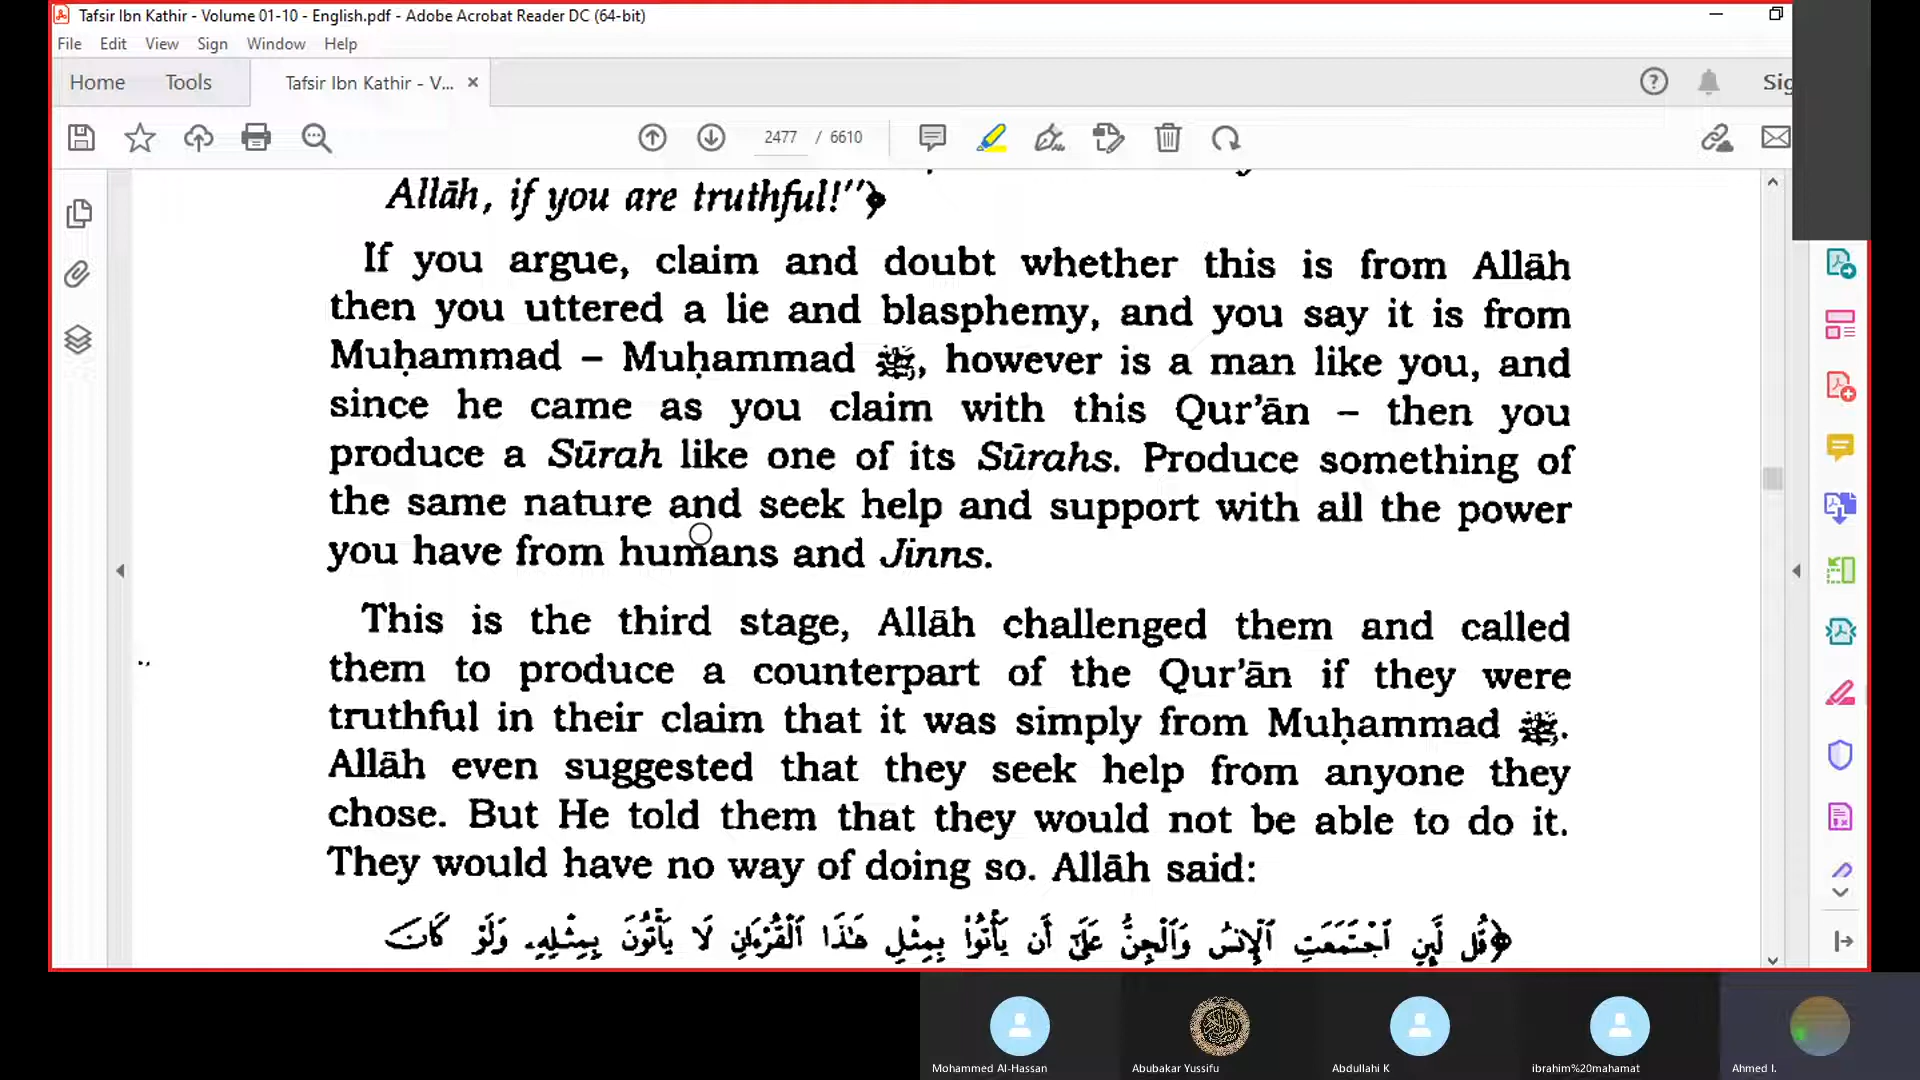 Tafsir Ibn Kathir - Volume 01-10 - English.pdf - Adobe Acrobat Reader DC (64-bit)
File Edit View Sign Window Help
Home Tools Tafsir Ibn Kathir - V... ×
2477 / 6610
Allāh, if you are truthful!"﴾
If you argue, claim and doubt whether this is from Allāh
then you uttered a lie and blasphemy, and you say it is from
Muḥammad – Muḥammad ﷺ, however is a man like you, and
since he came as you claim with this Qur'ān – then you
produce a Sūrah like one of its Sūrahs. Produce something of
the same nature and seek help and support with all the power
you have from humans and Jinns.
This is the third stage, Allāh challenged them and called
them to produce a counterpart of the Qur'ān if they were
truthful in their claim that it was simply from Muḥammad ﷺ.
Allāh even suggested that they seek help from anyone they
chose. But He told them that they would not be able to do it.
They would have no way of doing so. Allāh said:
﴿قُل لَّئِنِ ٱجْتَمَعَتِ ٱلْإِنسُ وَٱلْجِنُّ عَلَىٰٓ أَن يَأْتُوا۟ بِمِثْلِ هَٰذَا ٱلْقُرْءَانِ لَا يَأْتُونَ بِمِثْلِهِۦ وَلَوْ كَانَ
Mohammed Al-Hassan Abubakar Yussifu Abdullahi K ibrahim%20mahamat Ahmed I.